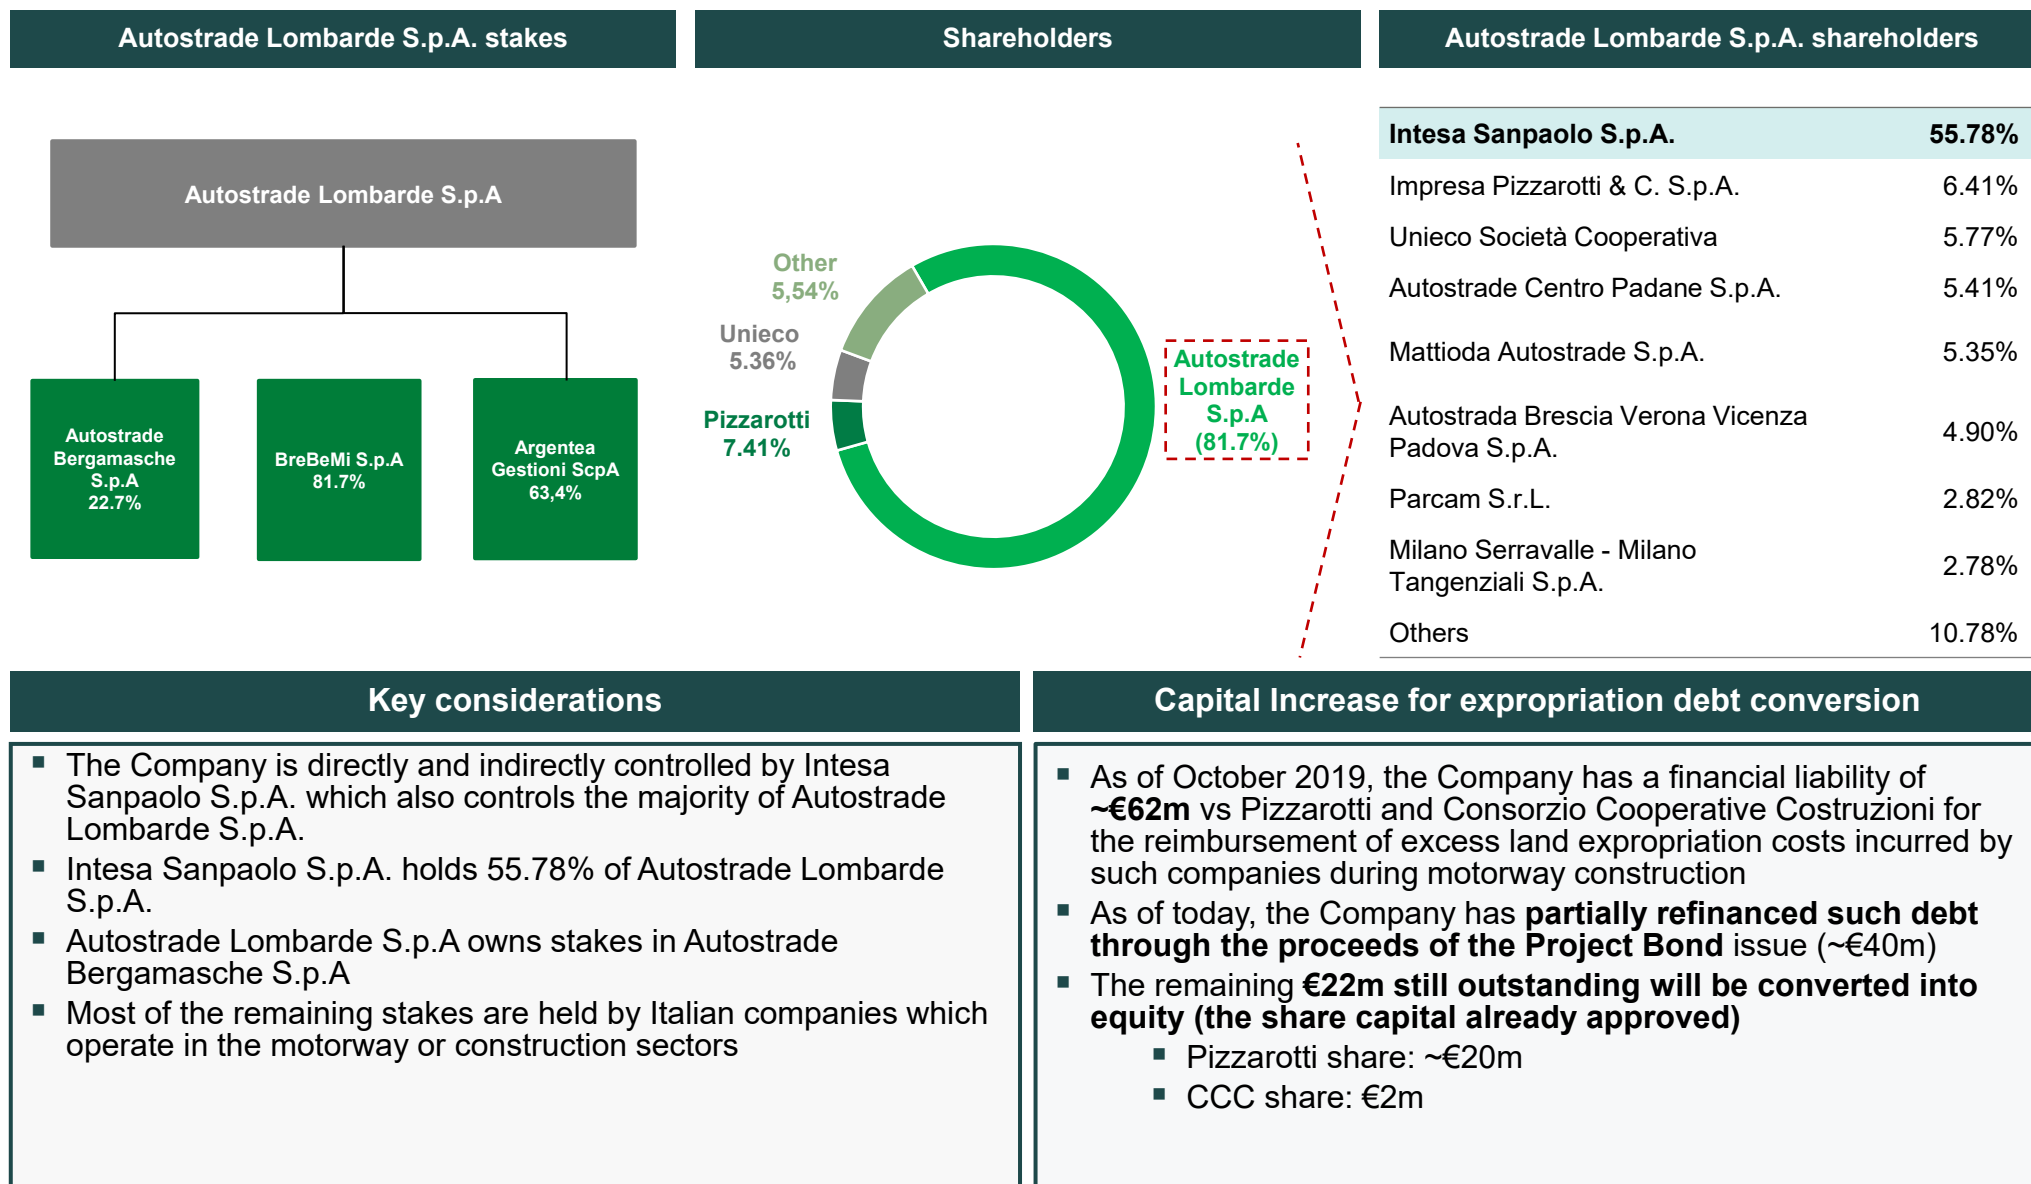 Autostrade Lombarde S.p.A. stakes
Autostrade Lombarde S.p.A
Autostrade
Bergamasche
S.p.A
22.7%
BreBeMi S.p.A
81.7%
Argentea
Gestioni ScpA
63,4%
Shareholders
Other
5,54%
Unieco
5.36%
Pizzarotti
7.41%
Autostrade
Lombarde
S.p.A
(81.7%)
Autostrade Lombarde S.p.A. shareholders
Intesa Sanpaolo S.p.A. 55.78%
Impresa Pizzarotti & C. S.p.A. 6.41%
Unieco Società Cooperativa 5.77%
Autostrade Centro Padane S.p.A. 5.41%
Mattioda Autostrade S.p.A. 5.35%
Autostrada Brescia Verona Vicenza
Padova S.p.A. 4.90%
Parcam S.r.L. 2.82%
Milano Serravalle - Milano
Tangenziali S.p.A. 2.78%
Others 10.78%
Key considerations
▪ The Company is directly and indirectly controlled by Intesa
Sanpaolo S.p.A. which also controls the majority of Autostrade
Lombarde S.p.A.
▪ Intesa Sanpaolo S.p.A. holds 55.78% of Autostrade Lombarde
S.p.A.
▪ Autostrade Lombarde S.p.A owns stakes in Autostrade
Bergamasche S.p.A
▪ Most of the remaining stakes are held by Italian companies which
operate in the motorway or construction sectors
Capital Increase for expropriation debt conversion
▪ As of October 2019, the Company has a financial liability of
~€62m vs Pizzarotti and Consorzio Cooperative Costruzioni for
the reimbursement of excess land expropriation costs incurred by
such companies during motorway construction
▪ As of today, the Company has partially refinanced such debt
through the proceeds of the Project Bond issue (~€40m)
▪ The remaining €22m still outstanding will be converted into
equity (the share capital already approved)
▪ Pizzarotti share: ~€20m
▪ CCC share: €2m